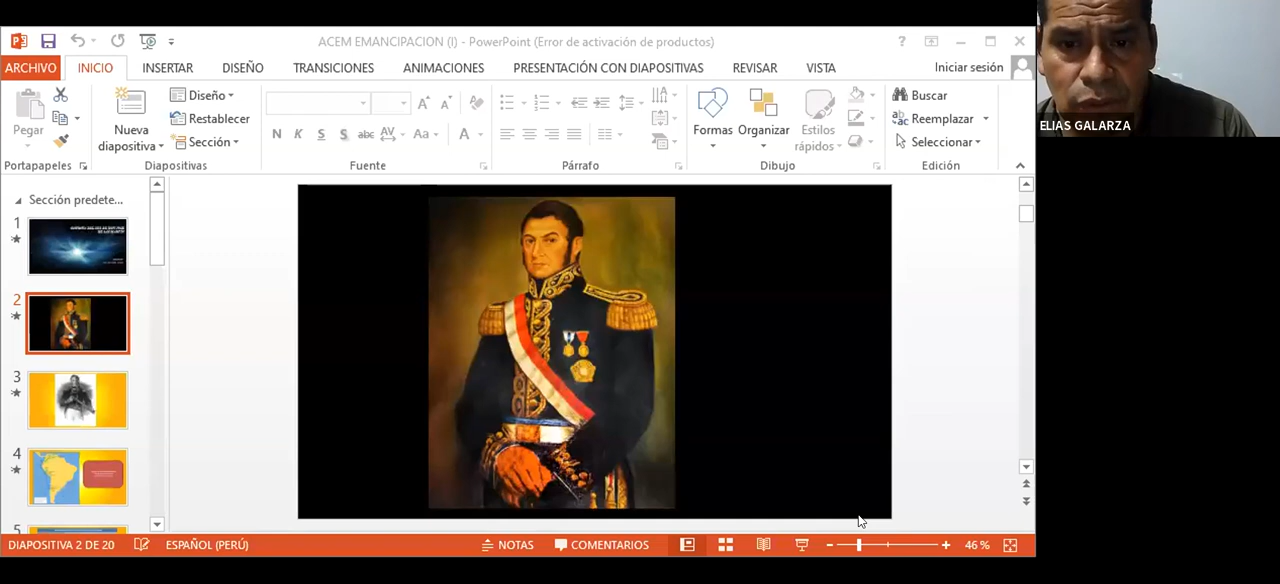 ACEM EMANCIPACION (I) - PowerPoint (Error de activación de productos)
ARCHIVO INICIO INSERTAR DISEÑO TRANSICIONES ANIMACIONES PRESENTACIÓN CON DIAPOSITIVAS REVISAR VISTA Iniciar sesión
Pegar
Nueva
diapositiva
Diseño
Restablecer
Sección
N K S S abc AV Aa A
Formas Organizar Estilos
rápidos
Buscar
Reemplazar
Seleccionar
Portapapeles Diapositivas Fuente Párrafo Dibujo Edición
ELIAS GALARZA
Sección predete...
1
2
3
4
5
DIAPOSITIVA 2 DE 20 ESPAÑOL (PERÚ) NOTAS COMENTARIOS 46 %